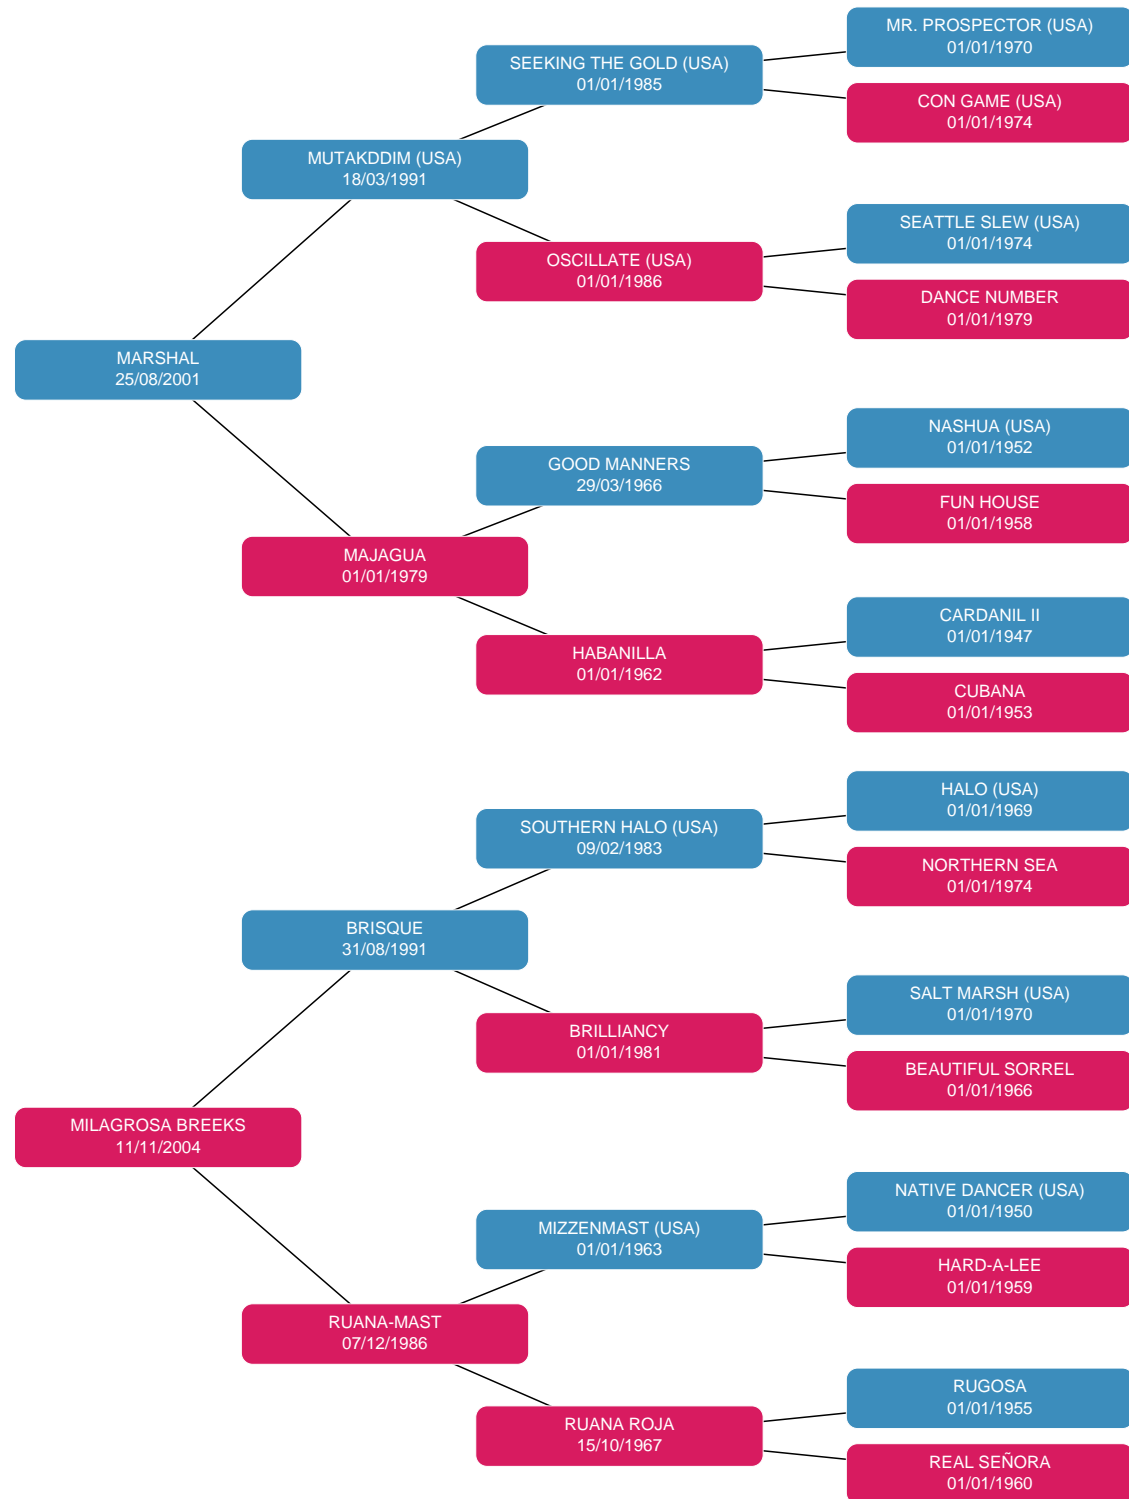 MR. PROSPECTOR (USA)
01/01/1970
SEEKING THE GOLD (USA)
01/01/1985
CON GAME (USA)
01/01/1974
MUTAKDDIM (USA)
18/03/1991
SEATTLE SLEW (USA)
01/01/1974
OSCILLATE (USA)
01/01/1986
DANCE NUMBER
01/01/1979
MARSHAL
25/08/2001
NASHUA (USA)
01/01/1952
GOOD MANNERS
29/03/1966
FUN HOUSE
01/01/1958
MAJAGUA
01/01/1979
CARDANIL II
01/01/1947
HABANILLA
01/01/1962
CUBANA
01/01/1953
HALO (USA)
01/01/1969
SOUTHERN HALO (USA)
09/02/1983
NORTHERN SEA
01/01/1974
BRISQUE
31/08/1991
SALT MARSH (USA)
01/01/1970
BRILLIANCY
01/01/1981
BEAUTIFUL SORREL
01/01/1966
MILAGROSA BREEKS
11/11/2004
NATIVE DANCER (USA)
01/01/1950
MIZZENMAST (USA)
01/01/1963
HARD-A-LEE
01/01/1959
RUANA-MAST
07/12/1986
RUGOSA
01/01/1955
RUANA ROJA
15/10/1967
REAL SEÑORA
01/01/1960